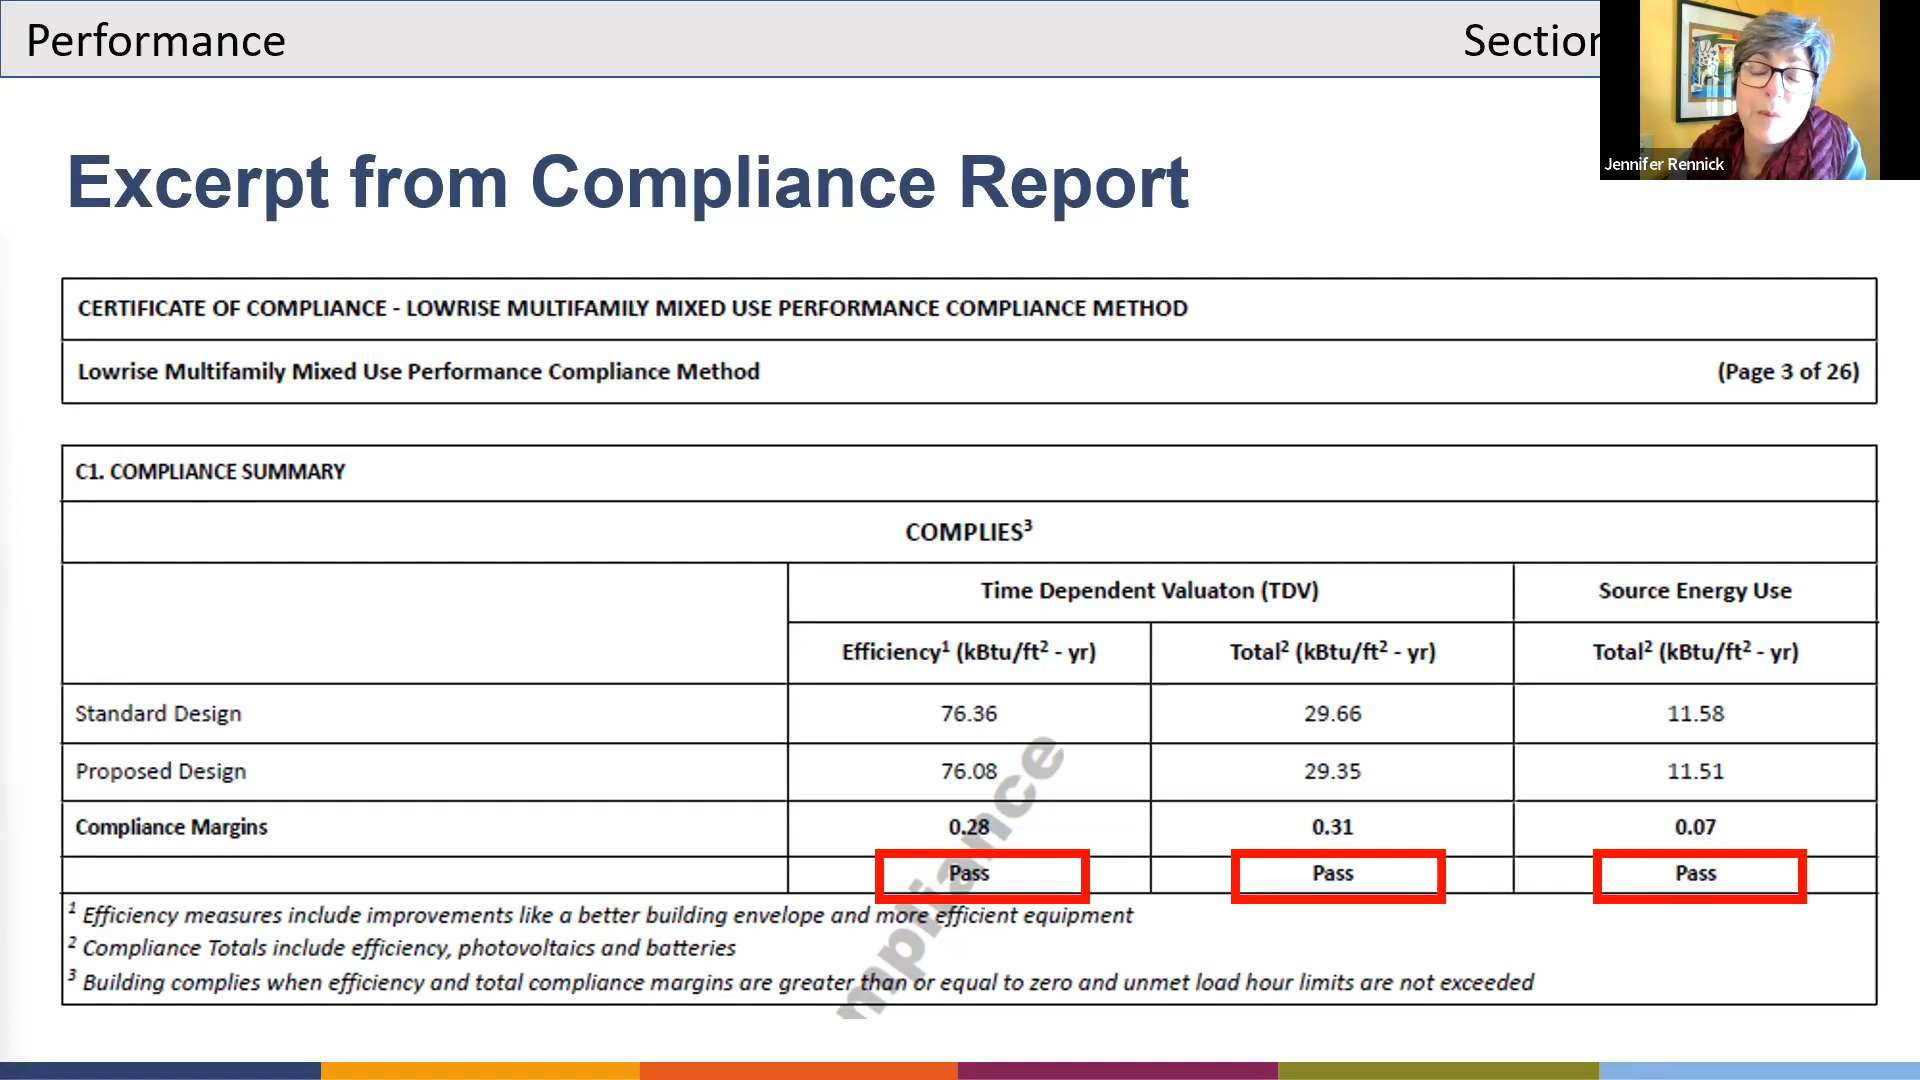 Performance
Section
Jennifer Rennick
Excerpt from Compliance Report
CERTIFICATE OF COMPLIANCE - LOWRISE MULTIFAMILY MIXED USE PERFORMANCE COMPLIANCE METHOD
Lowrise Multifamily Mixed Use Performance Compliance Method (Page 3 of 26)
C1. COMPLIANCE SUMMARY
COMPLIES³
Time Dependent Valuaton (TDV) Source Energy Use
Efficiency¹ (kBtu/ft² - yr) Total² (kBtu/ft² - yr) Total² (kBtu/ft² - yr)
Standard Design 76.36 29.66 11.58
Proposed Design 76.08 29.35 11.51
Compliance Margins 0.28 0.31 0.07
Pass Pass Pass
¹ Efficiency measures include improvements like a better building envelope and more efficient equipment
² Compliance Totals include efficiency, photovoltaics and batteries
³ Building complies when efficiency and total compliance margins are greater than or equal to zero and unmet load hour limits are not exceeded
mpliance